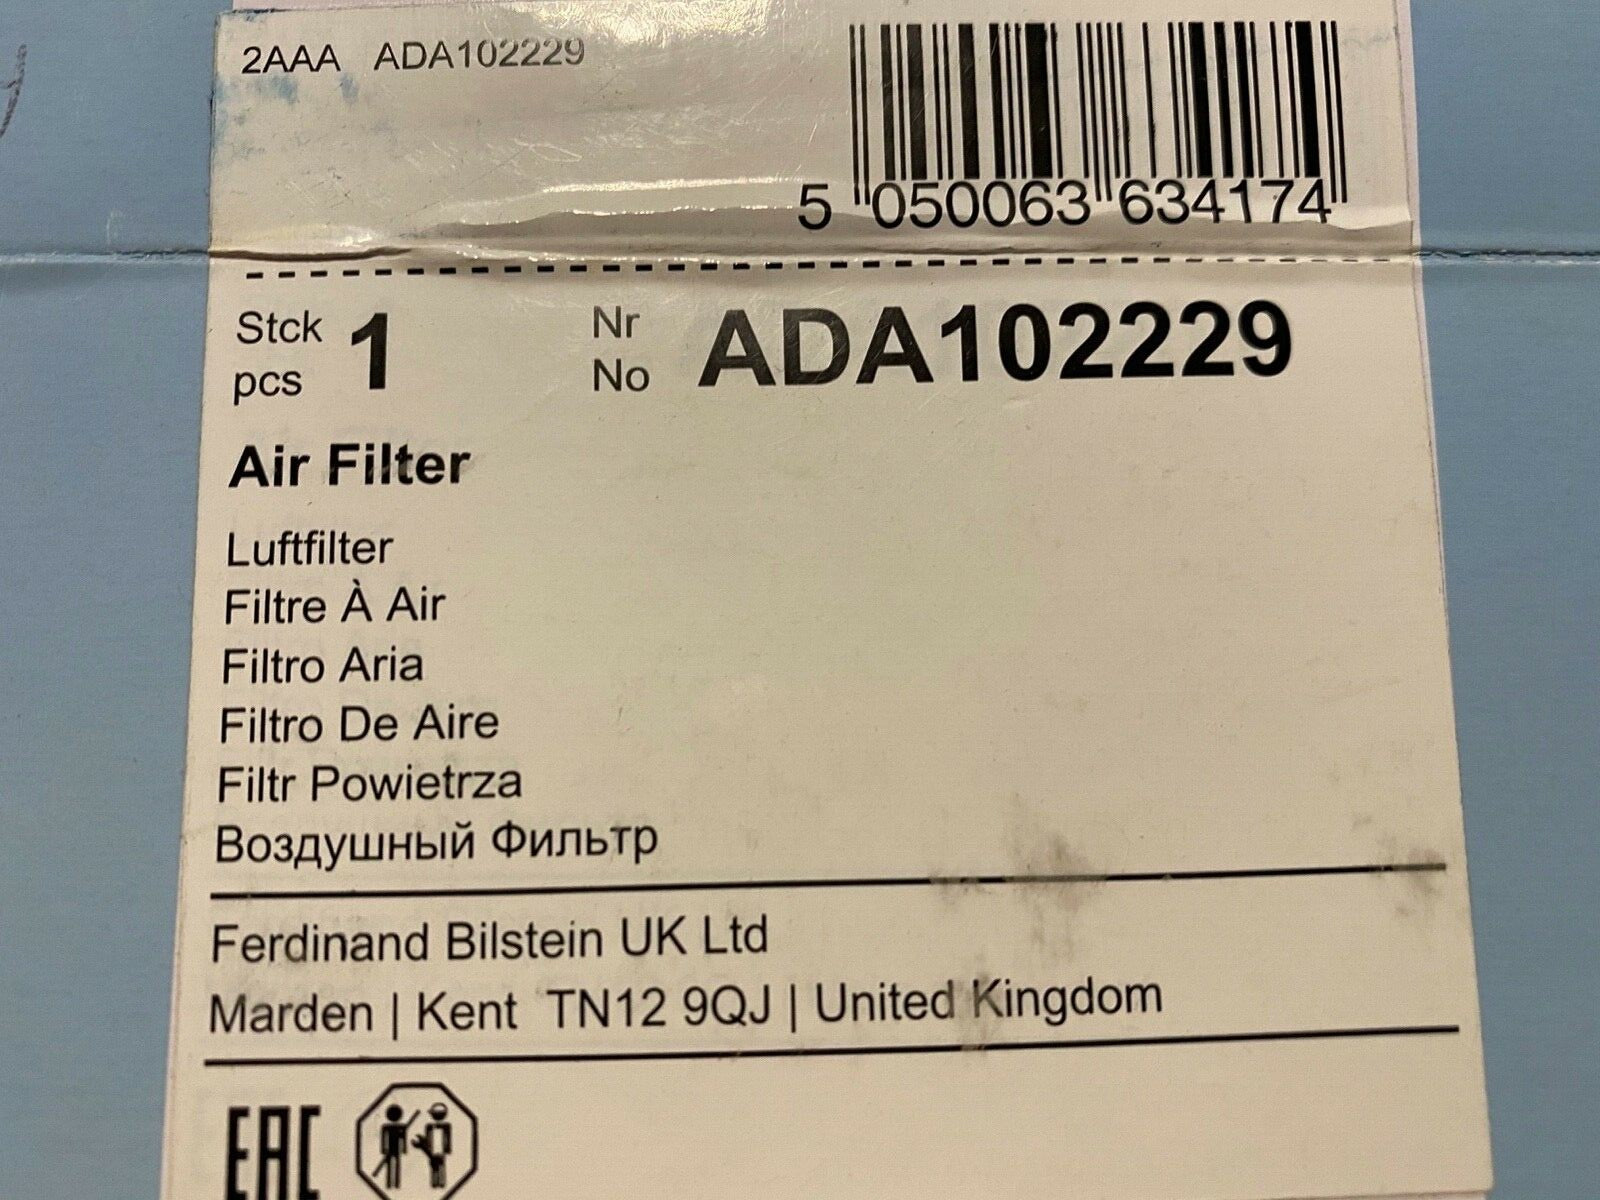 2AAA ADA102229
5 050063 634174
Stck
pcs
1
Nr
No
ADA102229
Air Filter
Luftfilter
Filtre À Air
Filtro Aria
Filtro De Aire
Filtr Powietrza
Воздушный Фильтр
Ferdinand Bilstein UK Ltd
Marden | Kent TN12 9QJ | United Kingdom
EAC